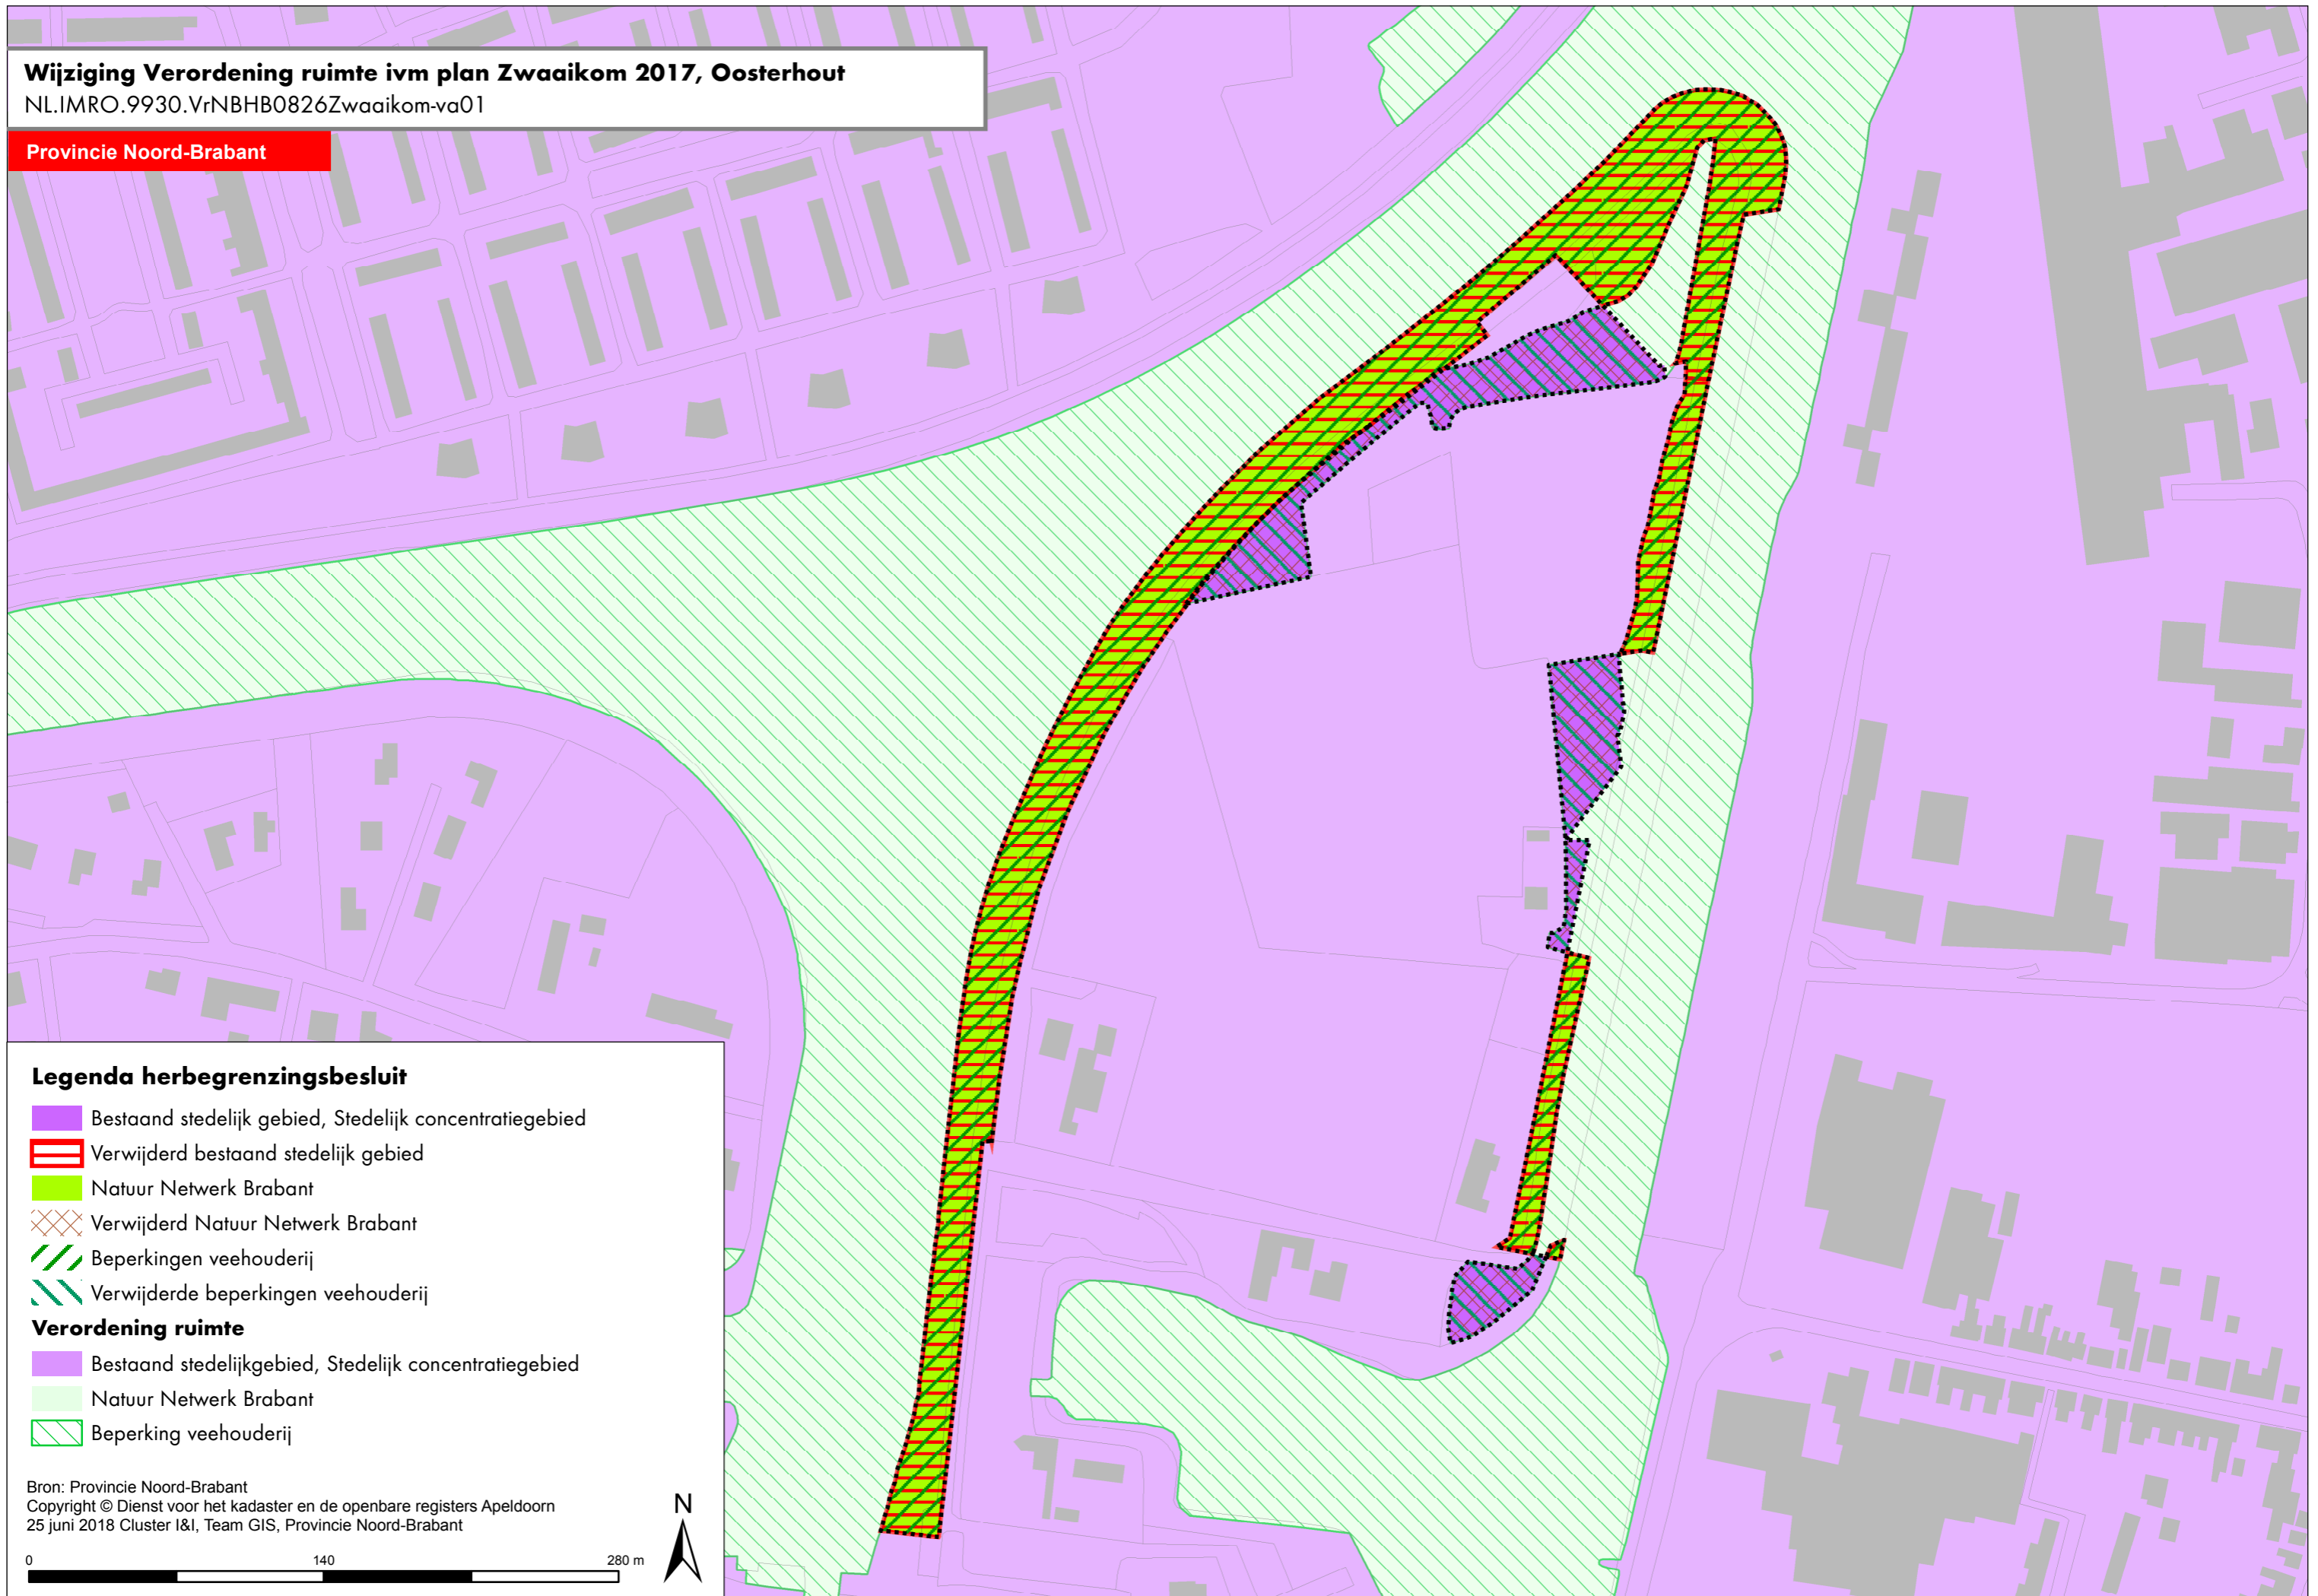 Wijziging Verordening ruimte ivm plan Zwaaikom 2017, Oosterhout
NL.IMRO.9930.VrNBHB0826Zwaaikom-va01
Provincie Noord-Brabant
Legenda herbegrenzingsbesluit
Bestaand stedelijk gebied, Stedelijk concentratiegebied
Verwijderd bestaand stedelijk gebied
Natuur Netwerk Brabant
Verwijderd Natuur Netwerk Brabant
Beperkingen veehouderij
Verwijderde beperkingen veehouderij
Verordening ruimte
Bestaand stedelijkgebied, Stedelijk concentratiegebied
Natuur Netwerk Brabant
Beperking veehouderij
Bron: Provincie Noord-Brabant
Copyright © Dienst voor het kadaster en de openbare registers Apeldoorn
25 juni 2018 Cluster I&I, Team GIS, Provincie Noord-Brabant
N
0 140 280 m